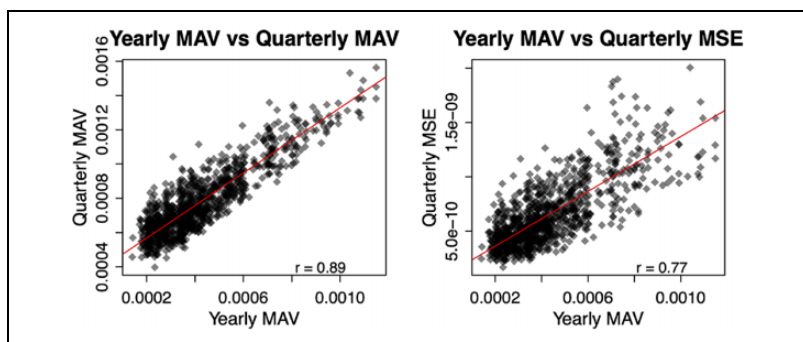 Yearly MAV vs Quarterly MAV
Quarterly MAV
0.0004
0.0008
0.0012
0.0016
r = 0.89
0.0002
0.0006
0.0010
Yearly MAV
Yearly MAV vs Quarterly MSE
Quarterly MSE
5.0e-10
1.5e-09
r = 0.77
0.0002
0.0006
0.0010
Yearly MAV